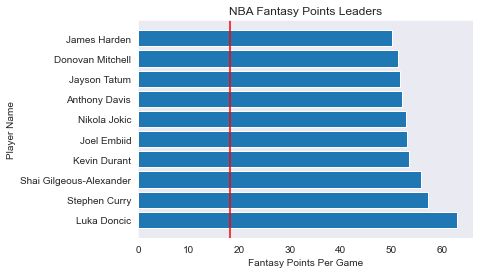 NBA Fantasy Points Leaders
Player Name
James Harden
Donovan Mitchell
Jayson Tatum
Anthony Davis
Nikola Jokic
Joel Embiid
Kevin Durant
Shai Gilgeous-Alexander
Stephen Curry
Luka Doncic
0 10 20 30 40 50 60
Fantasy Points Per Game